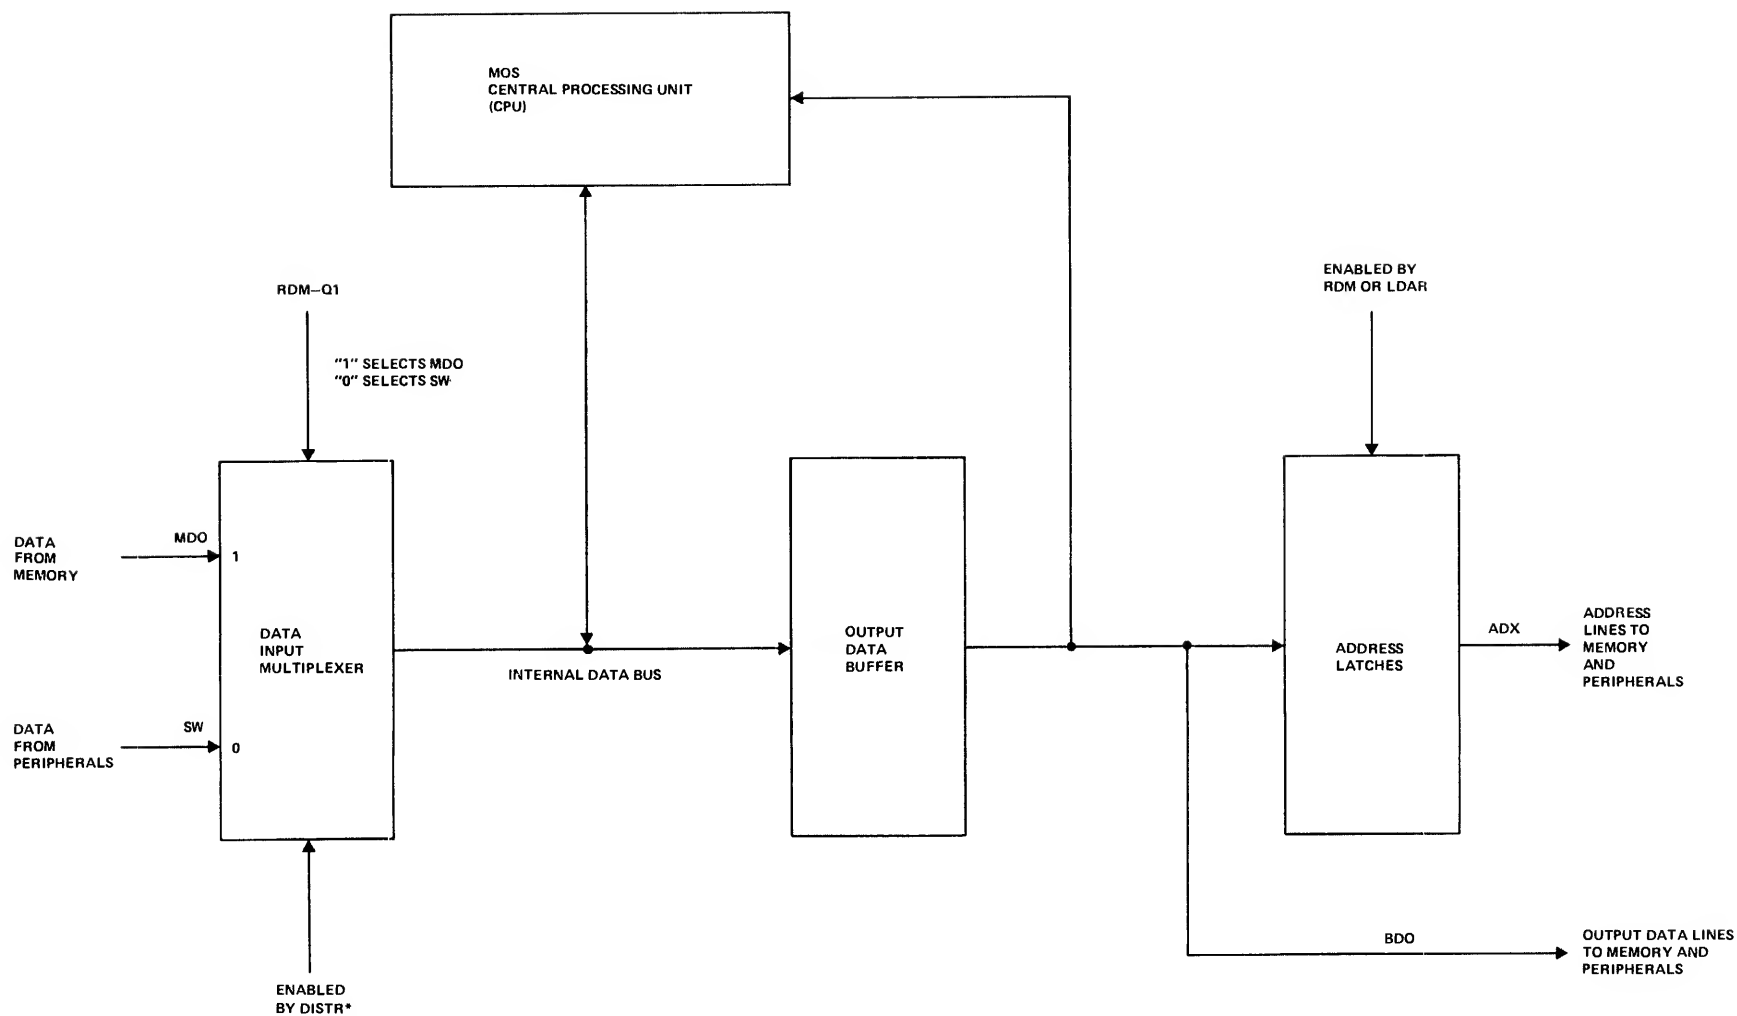 MOS
CENTRAL PROCESSING UNIT
(CPU)
RDM-Q1
"1" SELECTS MDO
"0" SELECTS SW
ENABLED BY
RDM OR LDAR
DATA
FROM
MEMORY
MDO
1
DATA
INPUT
MULTIPLEXER
DATA
FROM
PERIPHERALS
SW
0
ENABLED
BY DISTR*
INTERNAL DATA BUS
OUTPUT
DATA
BUFFER
ADDRESS
LATCHES
ADX
ADDRESS
LINES TO
MEMORY
AND
PERIPHERALS
BDO
OUTPUT DATA LINES
TO MEMORY AND
PERIPHERALS